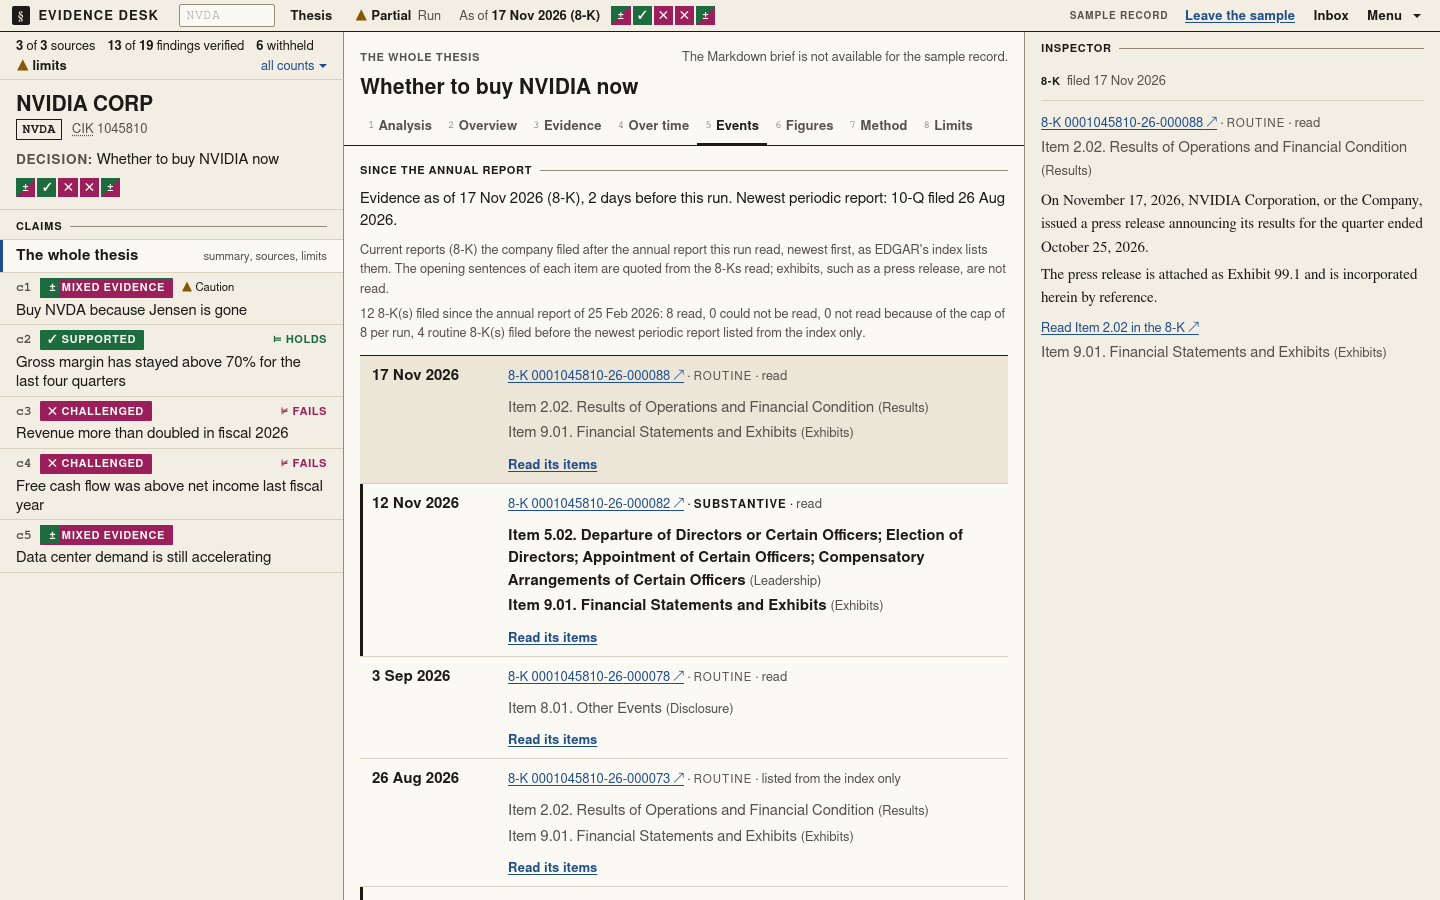 § EVIDENCE DESK NVDA Thesis ▲ Partial Run As of 17 Nov 2026 (8-K) ± ✓ ✕ ✕ ± SAMPLE RECORD Leave the sample Inbox Menu
3 of 3 sources 13 of 19 findings verified 6 withheld
▲ limits all counts
NVIDIA CORP
NVDA CIK 1045810
DECISION: Whether to buy NVIDIA now
± ✓ ✕ ✕ ±
CLAIMS
The whole thesis summary, sources, limits
c1 ± MIXED EVIDENCE ▲ Caution
Buy NVDA because Jensen is gone
c2 ✓ SUPPORTED ⊨ HOLDS
Gross margin has stayed above 70% for the
last four quarters
c3 ✕ CHALLENGED ⊭ FAILS
Revenue more than doubled in fiscal 2026
c4 ✕ CHALLENGED ⊭ FAILS
Free cash flow was above net income last fiscal
year
c5 ± MIXED EVIDENCE
Data center demand is still accelerating
THE WHOLE THESIS The Markdown brief is not available for the sample record.
Whether to buy NVIDIA now
1 Analysis 2 Overview 3 Evidence 4 Over time 5 Events 6 Figures 7 Method 8 Limits
SINCE THE ANNUAL REPORT
Evidence as of 17 Nov 2026 (8-K), 2 days before this run. Newest periodic report: 10-Q filed 26 Aug
2026.
Current reports (8-K) the company filed after the annual report this run read, newest first, as EDGAR's index lists
them. The opening sentences of each item are quoted from the 8-Ks read; exhibits, such as a press release, are not
read.
12 8-K(s) filed since the annual report of 25 Feb 2026: 8 read, 0 could not be read, 0 not read because of the cap of
8 per run, 4 routine 8-K(s) filed before the newest periodic report listed from the index only.
17 Nov 2026 8-K 0001045810-26-000088 ↗ · ROUTINE · read
Item 2.02. Results of Operations and Financial Condition (Results)
Item 9.01. Financial Statements and Exhibits (Exhibits)
Read its items
12 Nov 2026 8-K 0001045810-26-000082 ↗ · SUBSTANTIVE · read
Item 5.02. Departure of Directors or Certain Officers; Election of
Directors; Appointment of Certain Officers; Compensatory
Arrangements of Certain Officers (Leadership)
Item 9.01. Financial Statements and Exhibits (Exhibits)
Read its items
3 Sep 2026 8-K 0001045810-26-000078 ↗ · ROUTINE · read
Item 8.01. Other Events (Disclosure)
Read its items
26 Aug 2026 8-K 0001045810-26-000073 ↗ · ROUTINE · listed from the index only
Item 2.02. Results of Operations and Financial Condition (Results)
Item 9.01. Financial Statements and Exhibits (Exhibits)
Read its items
INSPECTOR
8-K filed 17 Nov 2026
8-K 0001045810-26-000088 ↗ · ROUTINE · read
Item 2.02. Results of Operations and Financial Condition
(Results)
On November 17, 2026, NVIDIA Corporation, or the Company,
issued a press release announcing its results for the quarter ended
October 25, 2026.
The press release is attached as Exhibit 99.1 and is incorporated
herein by reference.
Read Item 2.02 in the 8-K ↗
Item 9.01. Financial Statements and Exhibits (Exhibits)